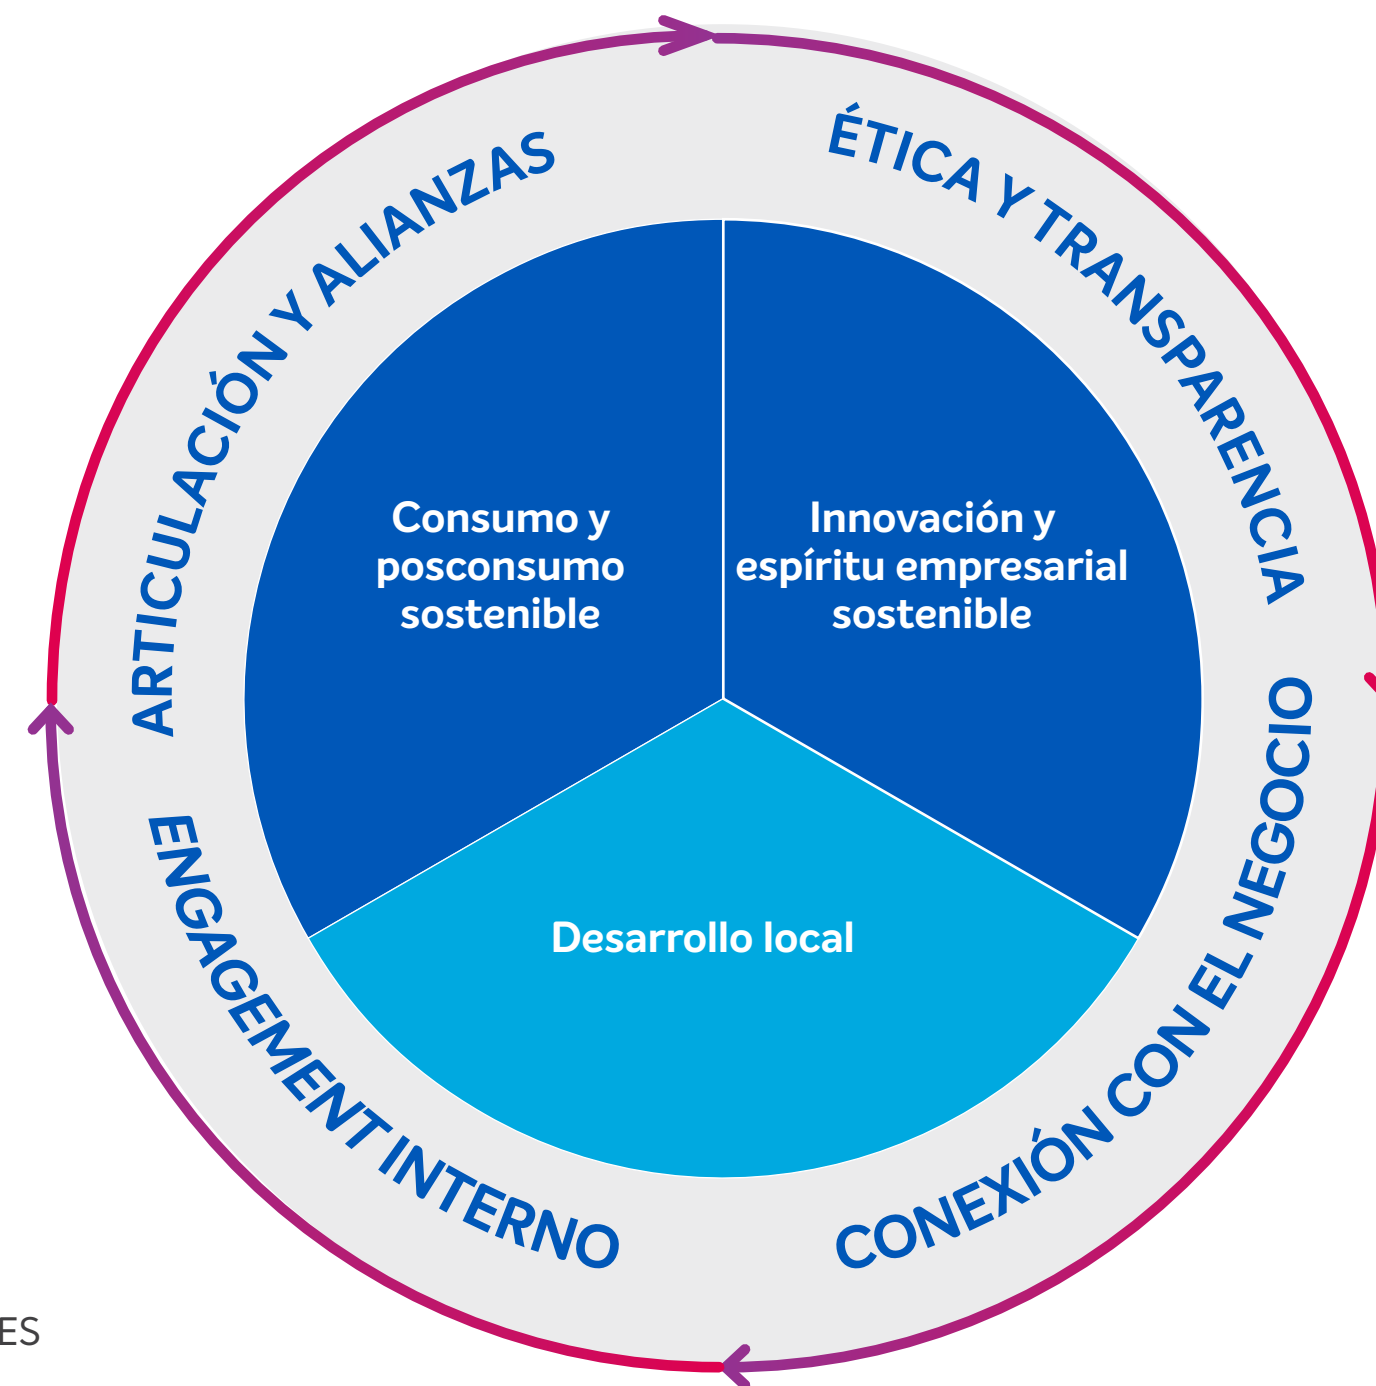 ARTICULACIÓN Y ALIANZAS
ÉTICA Y TRANSPARENCIA
Consumo y
posconsumo
sostenible
Innovación y
espíritu empresarial
sostenible
Desarrollo local
ENGAGEMENT INTERNO
CONEXIÓN CON EL NEGOCIO
ES